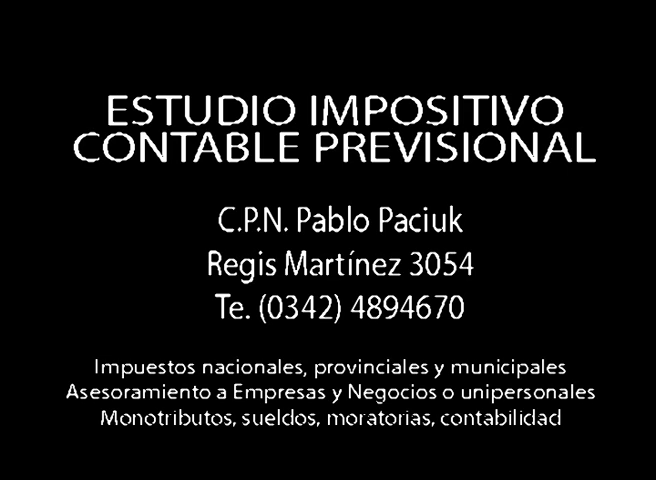 ESTUDIO IMPOSITIVO
CONTABLE PREVISIONAL
C.P.N. Pablo Paciuk
Regis Martínez 3054
Te. (0342) 4894670
Impuestos nacionales, provinciales y municipales
Asesoramiento a Empresas y Negocios o unipersonales
Monotributos, sueldos, moratorias, contabilidad